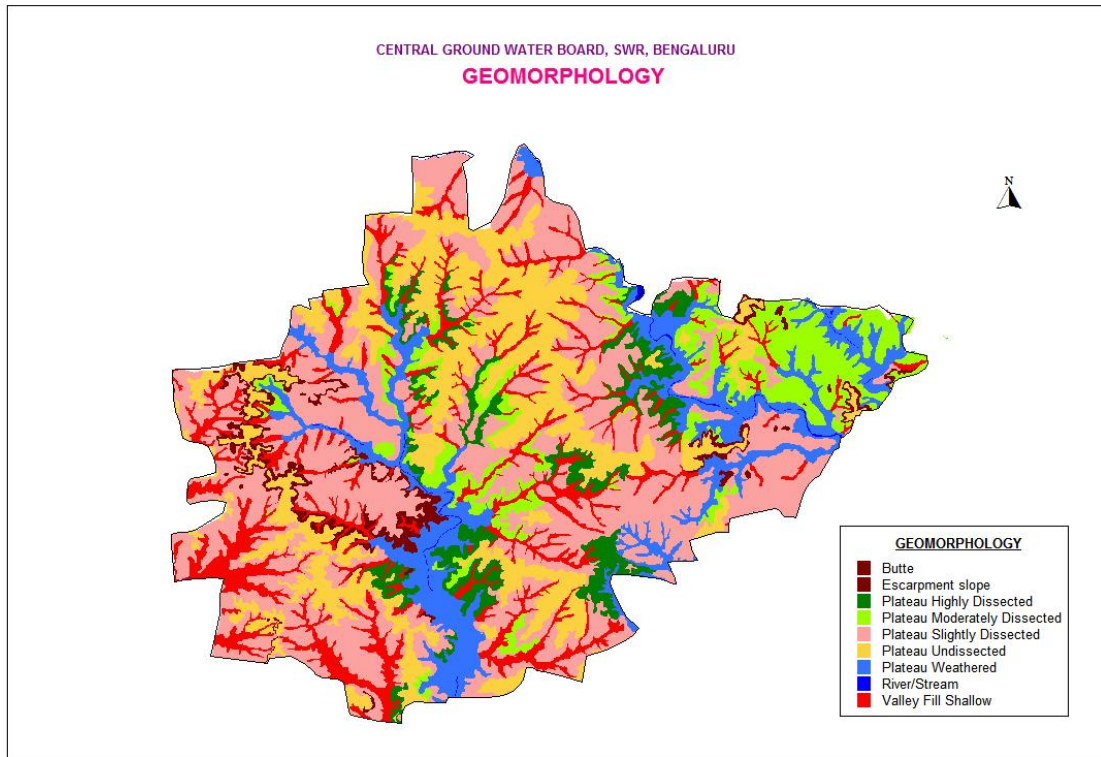 CENTRAL GROUND WATER BOARD, SWR, BENGALURU
GEOMORPHOLOGY
N
GEOMORPHOLOGY
Butte
Escarpment slope
Plateau Highly Dissected
Plateau Moderately Dissected
Plateau Slightly Dissected
Plateau Undissected
Plateau Weathered
River/Stream
Valley Fill Shallow